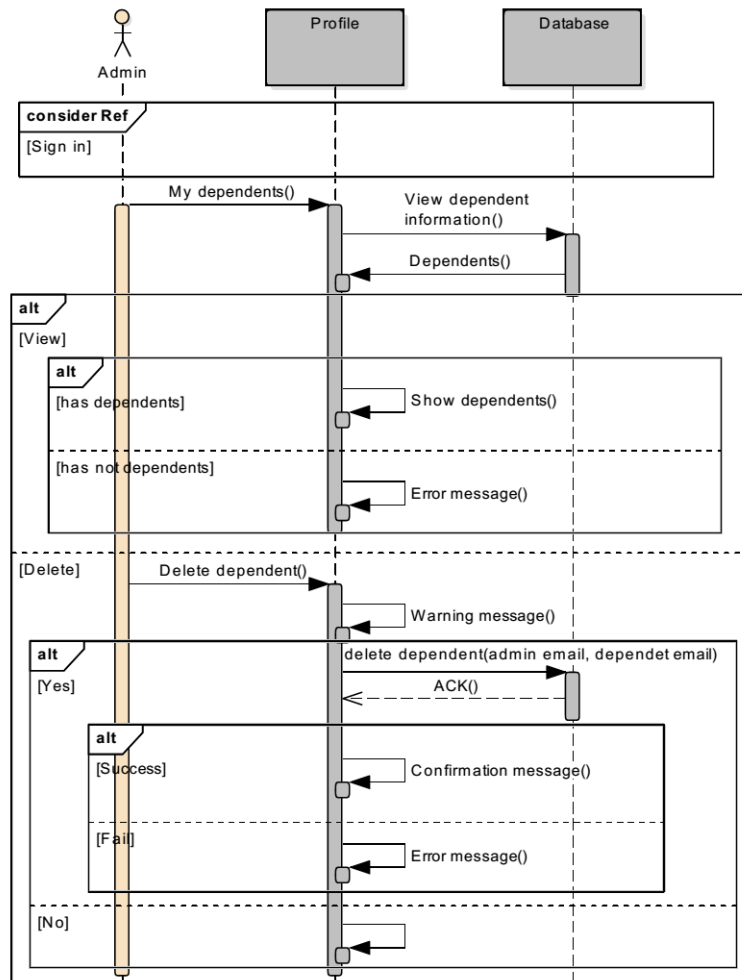 Profile
Database
Admin
consider Ref
[Sign in]
My dependents()
View dependent
information()
Dependents()
alt
[View]
alt
[has dependents]
Show dependents()
[has not dependents]
Error message()
[Delete]
Delete dependent()
Warning message()
alt
delete dependent(admin email, dependet email)
[Yes]
ACK()
alt
[Success]
Confirmation message()
[Fail]
Error message()
[No]